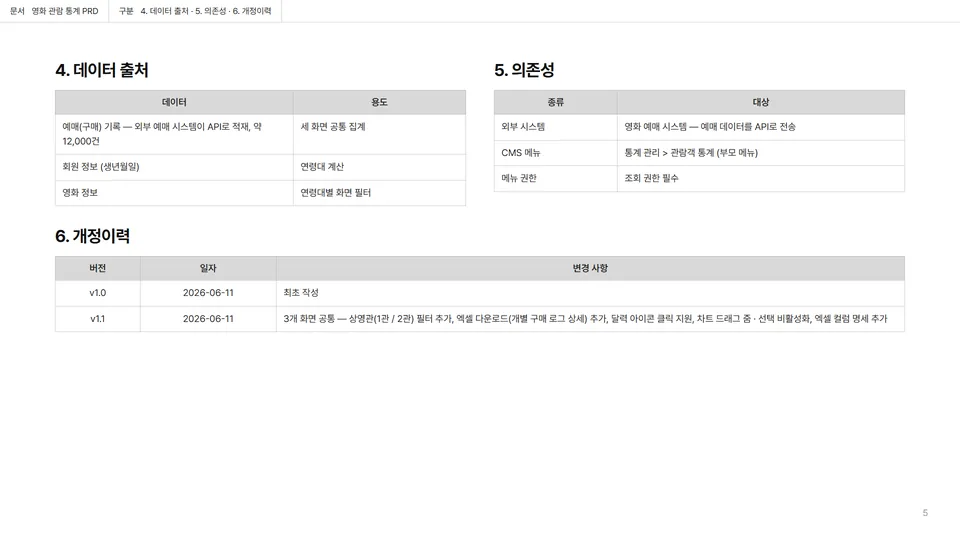 문서 영화 관람 통계 PRD 구분 4. 데이터 출처 · 5. 의존성 · 6. 개정이력
4. 데이터 출처
데이터 용도
예매(구매) 기록 — 외부 예매 시스템이 API로 적재, 약
12,000건
세 화면 공통 집계
회원 정보 (생년월일) 연령대 계산
영화 정보 연령대별 화면 필터
5. 의존성
종류 대상
외부 시스템 영화 예매 시스템 — 예매 데이터를 API로 전송
CMS 메뉴 통계 관리 > 관람객 통계 (부모 메뉴)
메뉴 권한 조회 권한 필수
6. 개정이력
버전 일자 변경 사항
v1.0 2026-06-11 최초 작성
v1.1 2026-06-11 3개 화면 공통 — 상영관(1관 / 2관) 필터 추가, 엑셀 다운로드(개별 구매 로그 상세) 추가, 달력 아이콘 클릭 지원, 차트 드래그 줌 · 선택 비활성화, 엑셀 컬럼 명세 추가
5